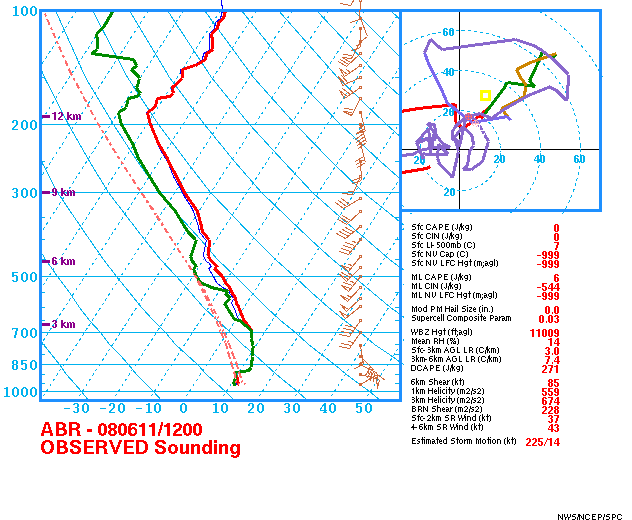 100
200
300
400
500
700
850
1000
12 km
9 km
6 km
3 km
-30 -20 -10 0 10 20 30 40 50
ABR - 080611/1200
OBSERVED Sounding
60
40
20
20 20 40 60
20
Sfc CAPE (J/kg) 0
Sfc CIN (J/kg) 0
Sfc LI-500mb (C) 7
Sfc NV Cap (C) -999
Sfc NV LFC Hgt (m;agl) -999
ML CAPE (J/kg) 6
ML CIN (J/kg) -544
ML NV LFC Hgt (m;agl) -999
Mod PM Hail Size (in.) 0.0
Supercell Composite Param 0.03
WBZ Hgt (ft;agl) 11009
Mean RH (%) 14
Sfc-3km AGL LR (C/km) 3.0
3km-6km AGL LR (C/km) 7.4
DCAPE (J/kg) 271
6km Shear (kt) 85
1km Helicity (m2/s2) 559
3km Helicity (m2/s2) 674
BRN Shear (m2/s2) 228
Sfc-2km SR Wind (kt) 37
4-6km SR Wind (kt) 43
Estimated Storm Motion (kt) 225/14
NWS/NCEP/SPC